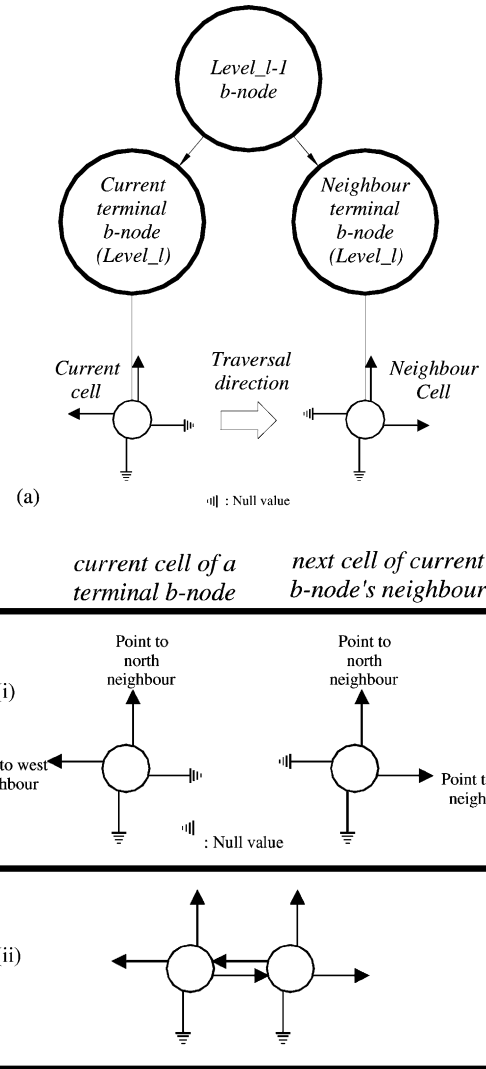 Level_l-1
b-node
Current
terminal
b-node
(Level_l)
Neighbour
terminal
b-node
(Level_l)
Current
cell
Traversal
direction
Neighbour
Cell
(a)
: Null value
current cell of a
terminal b-node
next cell of current
b-node's neighbour
Point to
north
neighbour
Point to
north
neighbour
i)
to west
hbour
Point t
neigh
: Null value
ii)